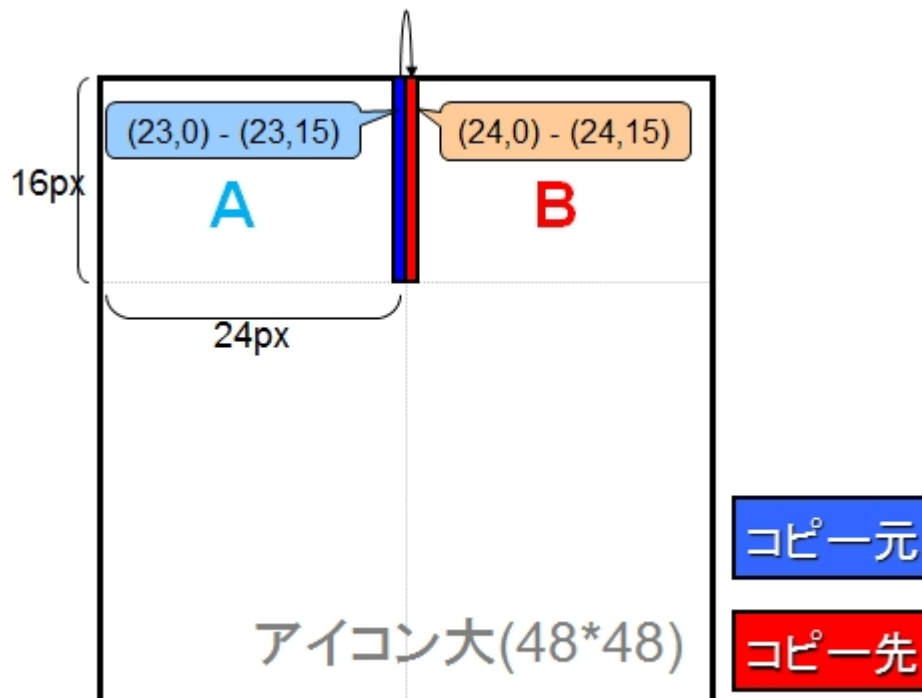 (23,0) - (23,15)
(24,0) - (24,15)
16px
A
B
24px
コピー元
アイコン大(48*48)
コピー先